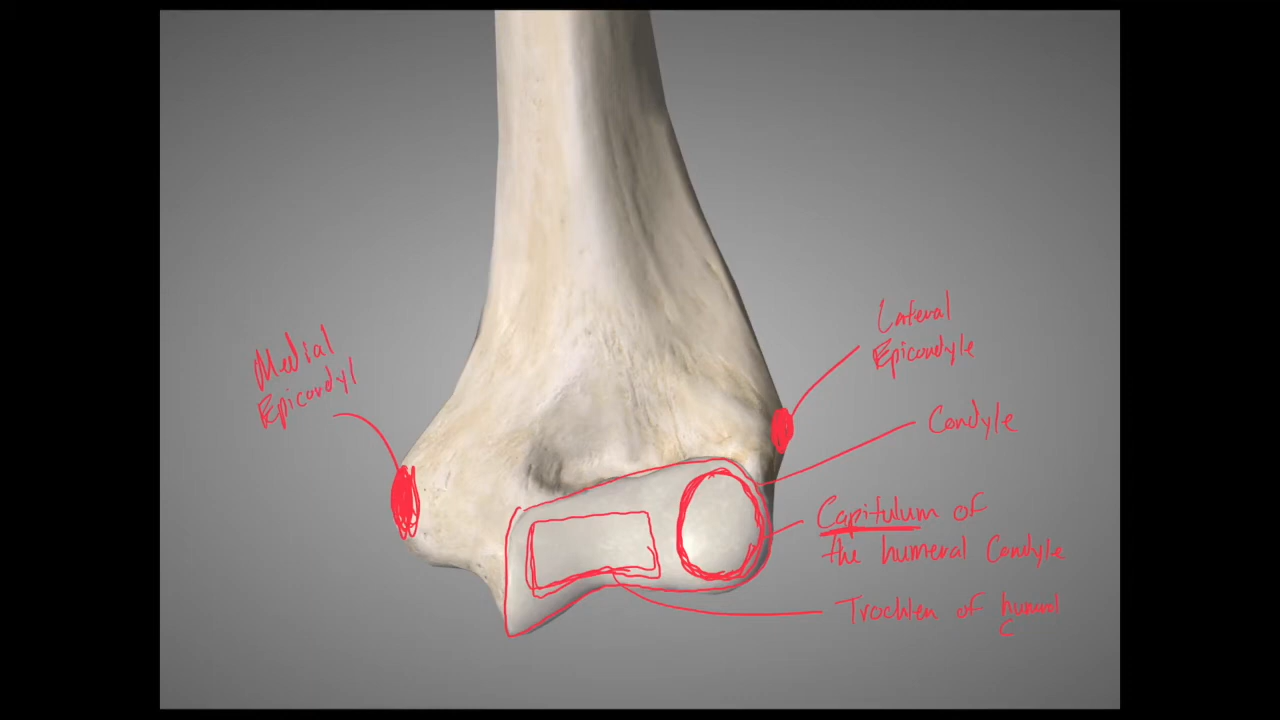 Medial
Epicondyl
Lateral
Epicondyle
Condyle
Capitulum of
the humeral Condyle
Trochlea of humeral
C